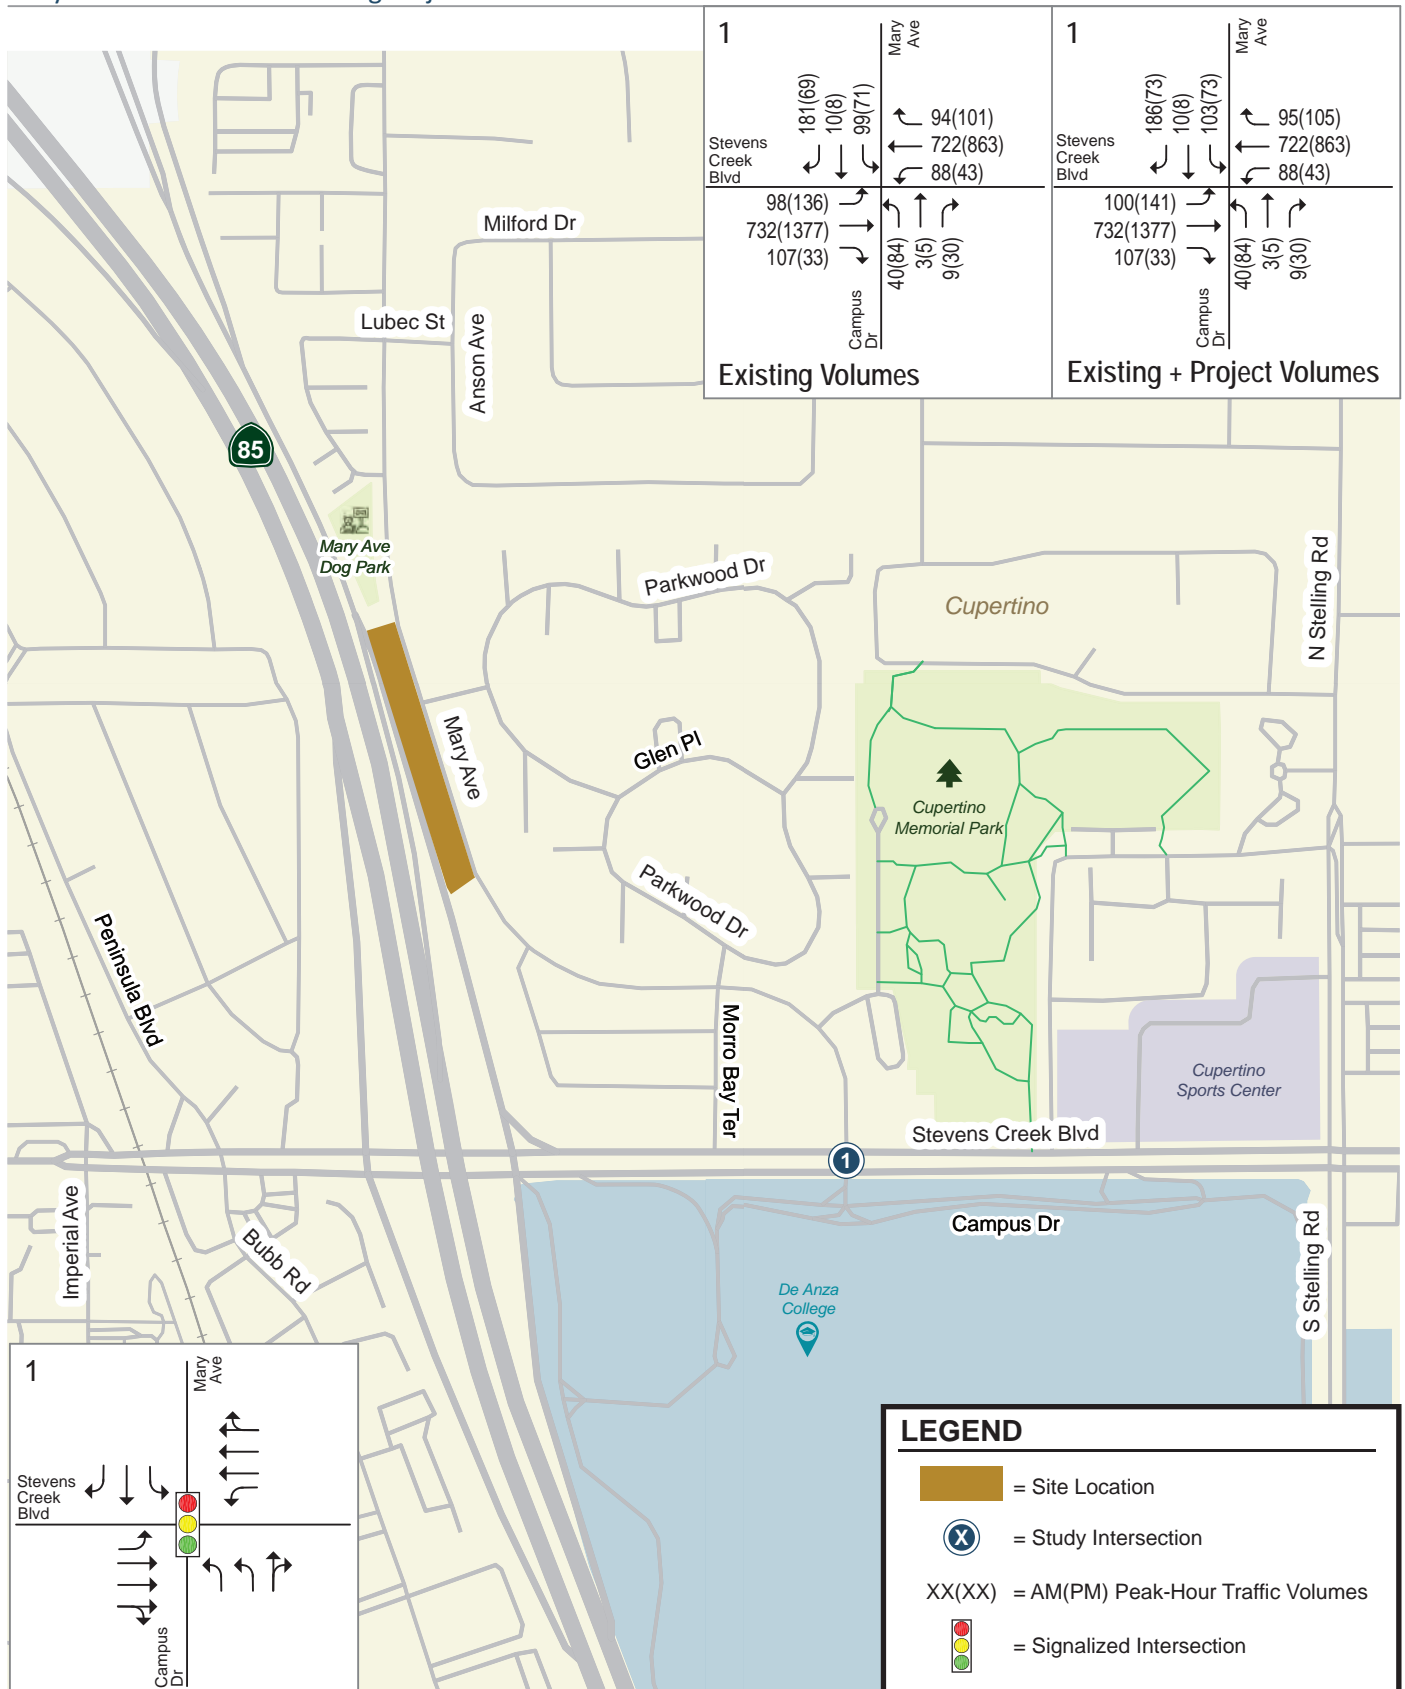 1
Mary
Ave
181(69)
10(8)
99(71)
94(101)
722(863)
88(43)
Stevens
Creek
Blvd
98(136)
732(1377)
107(33)
40(84)
3(5)
9(30)
Campus
Dr
Existing Volumes
1
Mary
Ave
186(73)
10(8)
103(73)
95(105)
722(863)
88(43)
Stevens
Creek
Blvd
100(141)
732(1377)
107(33)
40(84)
3(5)
9(30)
Campus
Dr
Existing + Project Volumes
Milford Dr
Lubec St
Anson Ave
85
Mary Ave
Dog Park
Parkwood Dr
Cupertino
N Stelling Rd
Mary Ave
Glen Pl
Cupertino
Memorial Park
Parkwood Dr
Peninsula Blvd
Morro Bay Ter
Cupertino
Sports Center
Stevens Creek Blvd
1
Imperial Ave
Bubb Rd
Campus Dr
S Stelling Rd
De Anza
College
1
Mary
Ave
Stevens
Creek
Blvd
Campus
Dr
LEGEND
= Site Location
X
= Study Intersection
XX(XX) = AM(PM) Peak-Hour Traffic Volumes
= Signalized Intersection